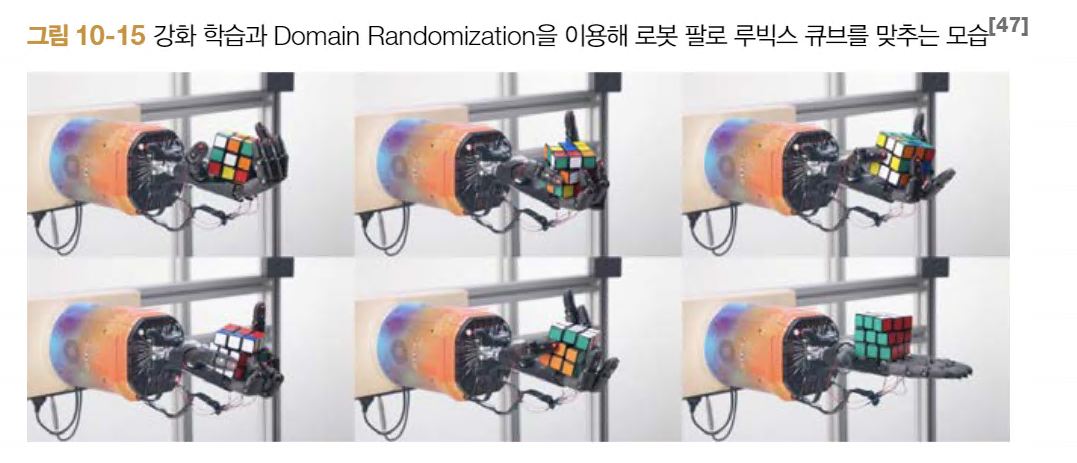 그림 10-15 강화 학습과 Domain Randomization을 이용해 로봇 팔로 루빅스 큐브를 맞추는 모습[47]